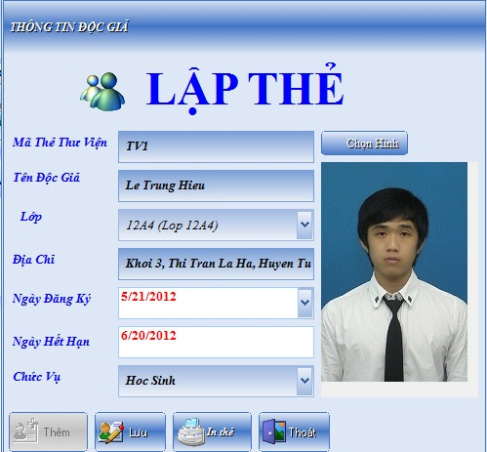 THÔNG TIN ĐỘC GIẢ
LẬP THẺ
Mã Thẻ Thư Viện TV1 Chọn Hình
Tên Độc Giả Le Trung Hieu
Lớp 12A4 (Lop 12A4)
Địa Chỉ Khoi 3, Thi Tran La Ha, Huyen Tu
Ngày Đăng Ký 5/21/2012
Ngày Hết Hạn 6/20/2012
Chức Vụ Hoc Sinh
Thêm Lưu In thẻ Thoát